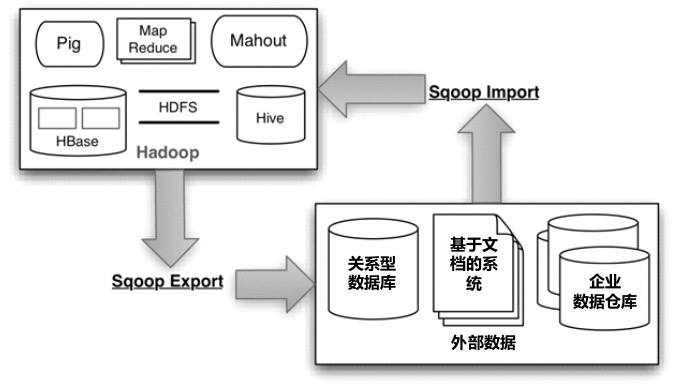 Pig
Map
Reduce
Mahout
HBase
HDFS
Hive
Hadoop
Sqoop Import
Sqoop Export
关系型
数据库
基于文
档的系
统
企业
数据仓库
外部数据